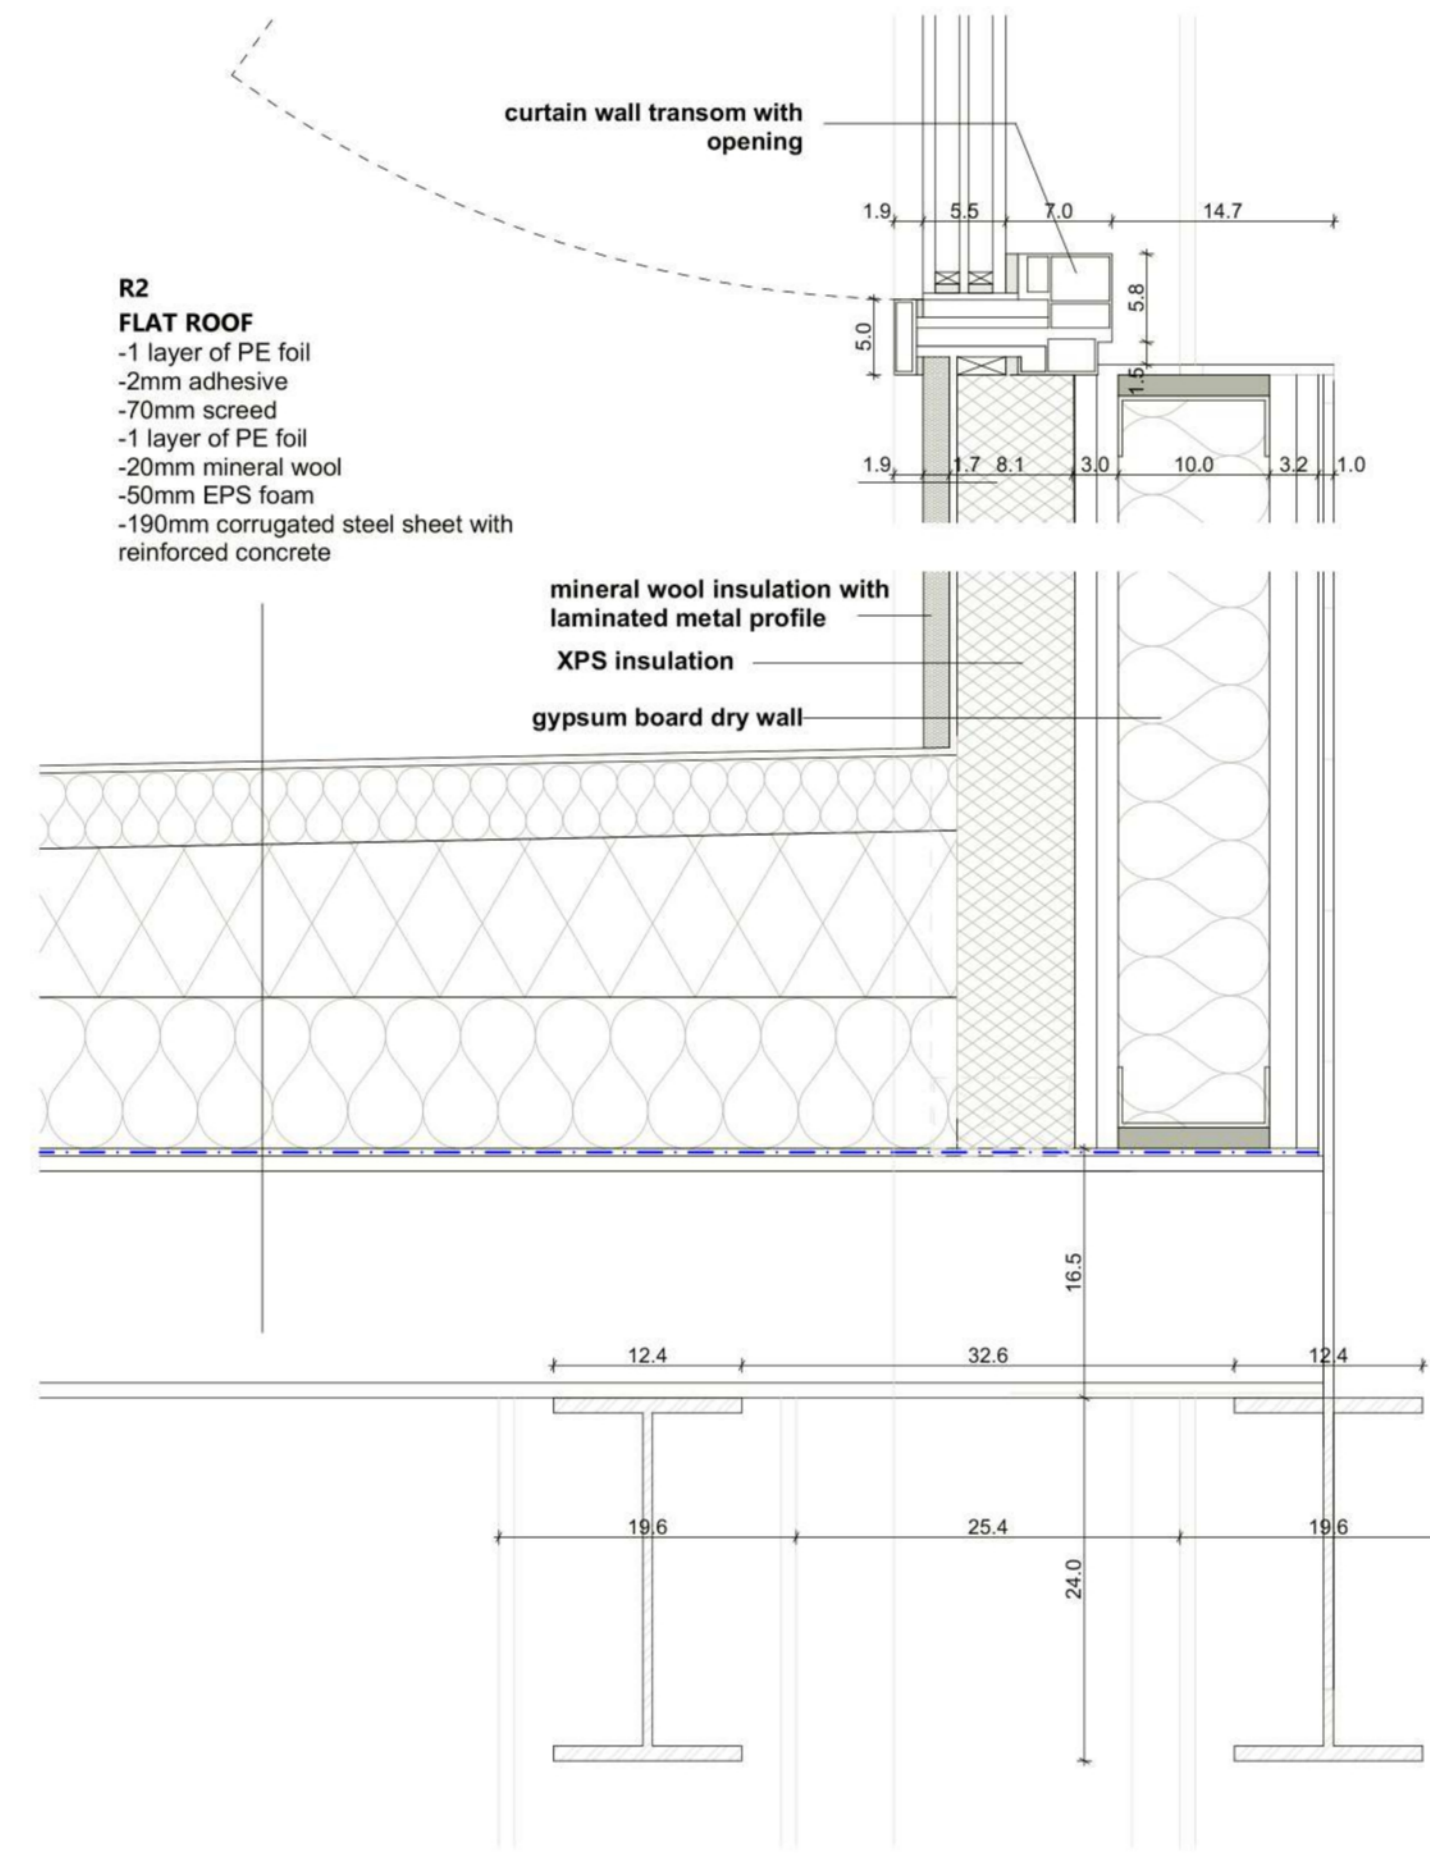 curtain wall transom with
opening
1.9
5.5
7.0
14.7
R2
FLAT ROOF
-1 layer of PE foil
-2mm adhesive
-70mm screed
-1 layer of PE foil
-20mm mineral wool
-50mm EPS foam
-190mm corrugated steel sheet with
reinforced concrete
5.0
5.8
1.5
1.9
1.7
8.1
3.0
10.0
3.2
1.0
mineral wool insulation with
laminated metal profile
XPS insulation
gypsum board dry wall
16.5
12.4
32.6
12.4
19.6
25.4
19.6
24.0